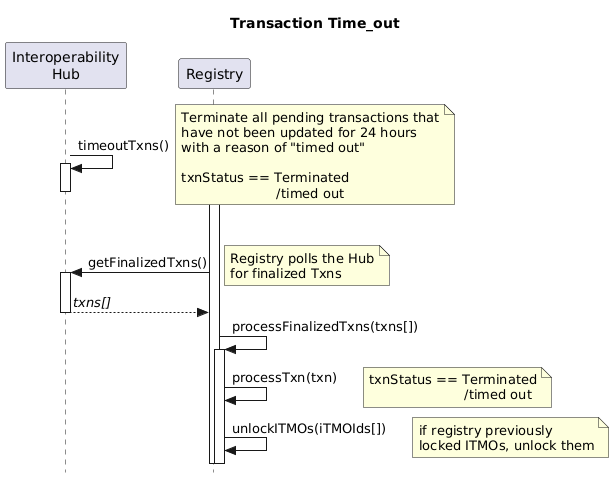 Transaction Time_out
Interoperability
Hub
Registry
Terminate all pending transactions that
have not been updated for 24 hours
with a reason of "timed out"
txnStatus == Terminated
/timed out
timeoutTxns()
Registry polls the Hub
for finalized Txns
getFinalizedTxns()
txns[]
processFinalizedTxns(txns[])
processTxn(txn)
txnStatus == Terminated
/timed out
unlockITMOs(iTMOIds[])
if registry previously
locked ITMOs, unlock them